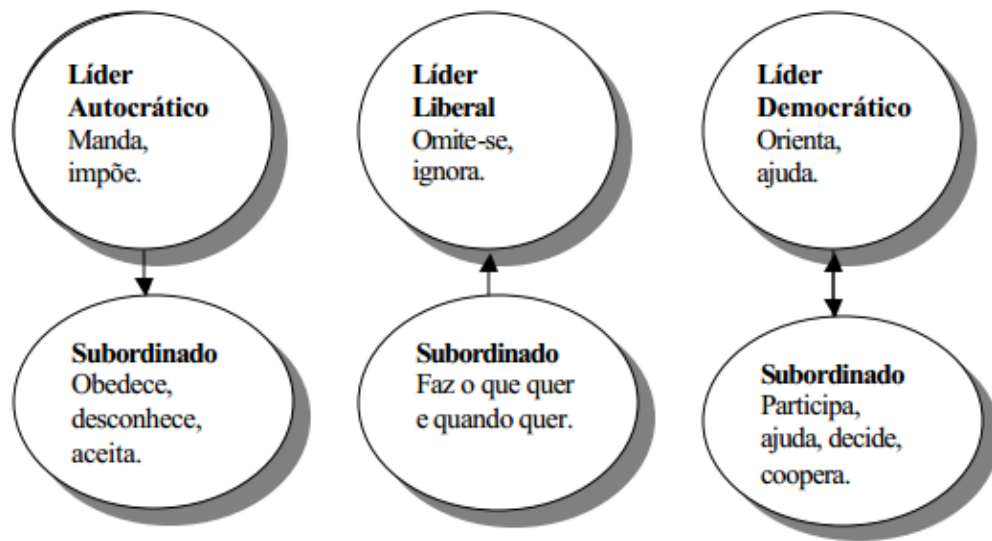 Líder
Autocrático
Manda,
impõe.
Líder
Liberal
Omite-se,
ignora.
Líder
Democrático
Orienta,
ajuda.
Subordinado
Obedece,
desconhece,
aceita.
Subordinado
Faz o que quer
e quando quer.
Subordinado
Participa,
ajuda, decide,
coopera.